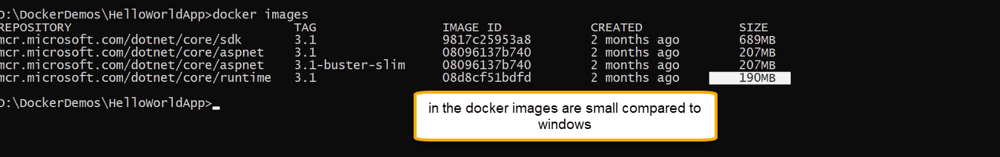 D:\DockerDemos\HelloWorldApp>docker images
REPOSITORY TAG IMAGE ID CREATED SIZE
mcr.microsoft.com/dotnet/core/sdk 3.1 9817c25953a8 2 months ago 689MB
mcr.microsoft.com/dotnet/core/aspnet 3.1 08096137b740 2 months ago 207MB
mcr.microsoft.com/dotnet/core/aspnet 3.1-buster-slim 08096137b740 2 months ago 207MB
mcr.microsoft.com/dotnet/core/runtime 3.1 08d8cf51bdfd 2 months ago 190MB
D:\DockerDemos\HelloWorldApp>
in the docker images are small compared to
windows